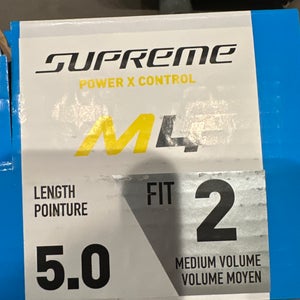 SUPREME
POWER X CONTROL
M4
LENGTH
POINTURE
5.0
FIT 2
MEDIUM VOLUME
VOLUME MOYEN